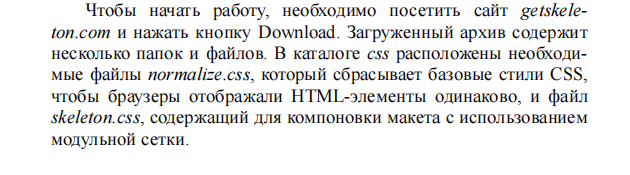 Чтобы начать работу, необходимо посетить сайт getskele-
ton.com и нажать кнопку Download. Загруженный архив содержит
несколько папок и файлов. В каталоге css расположены необходи-
мые файлы normalize.css, который сбрасывает базовые стили CSS,
чтобы браузеры отображали HTML-элементы одинаково, и файл
skeleton.css, содержащий для компоновки макета с использованием
модульной сетки.